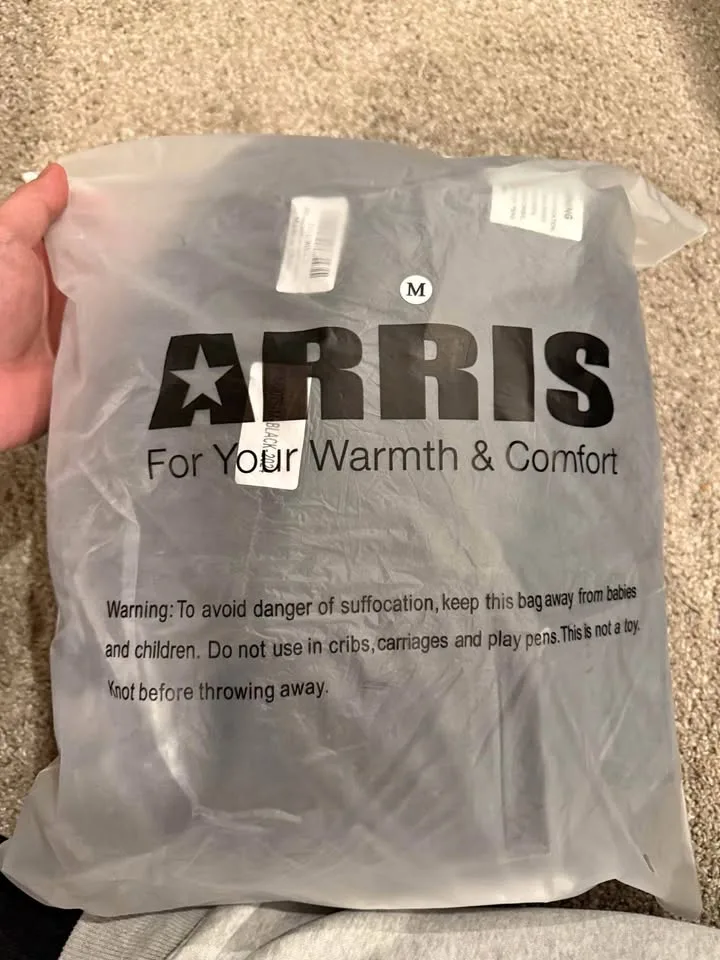 M
ARRIS
BLACK
For Your Warmth & Comfort
Warning: To avoid danger of suffocation, keep this bag away from babies
and children. Do not use in cribs, carriages and play pens. This is not a toy.
Knot before throwing away.